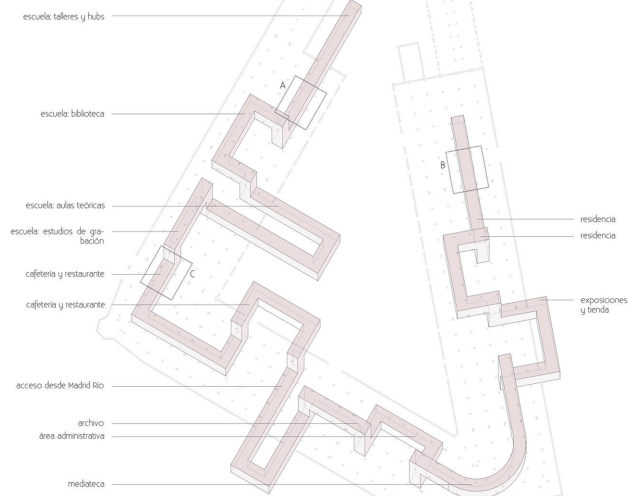 escuela: talleres y hubs
A
escuela: biblioteca
B
escuela: aulas teóricas
escuela: estudios de gra-
bación
residencia
residencia
cafetería y restaurante
C
cafetería y restaurante
exposiciones
y tienda
acceso desde Madrid Río
archivo
área administrativa
mediateca